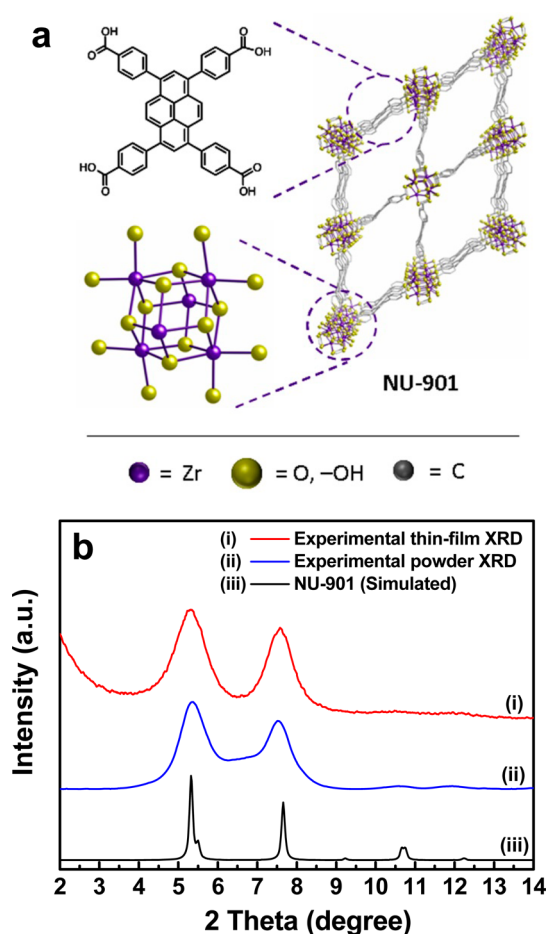 a
HO
O
O
OH
HO
O
O
OH
NU-901
= Zr
= O, –OH
= C
b
(i) Experimental thin-film XRD
(ii) Experimental powder XRD
(iii) NU-901 (Simulated)
(i)
(ii)
(iii)
Intensity (a.u.)
2 3 4 5 6 7 8 9 10 11 12 13 14
2 Theta (degree)